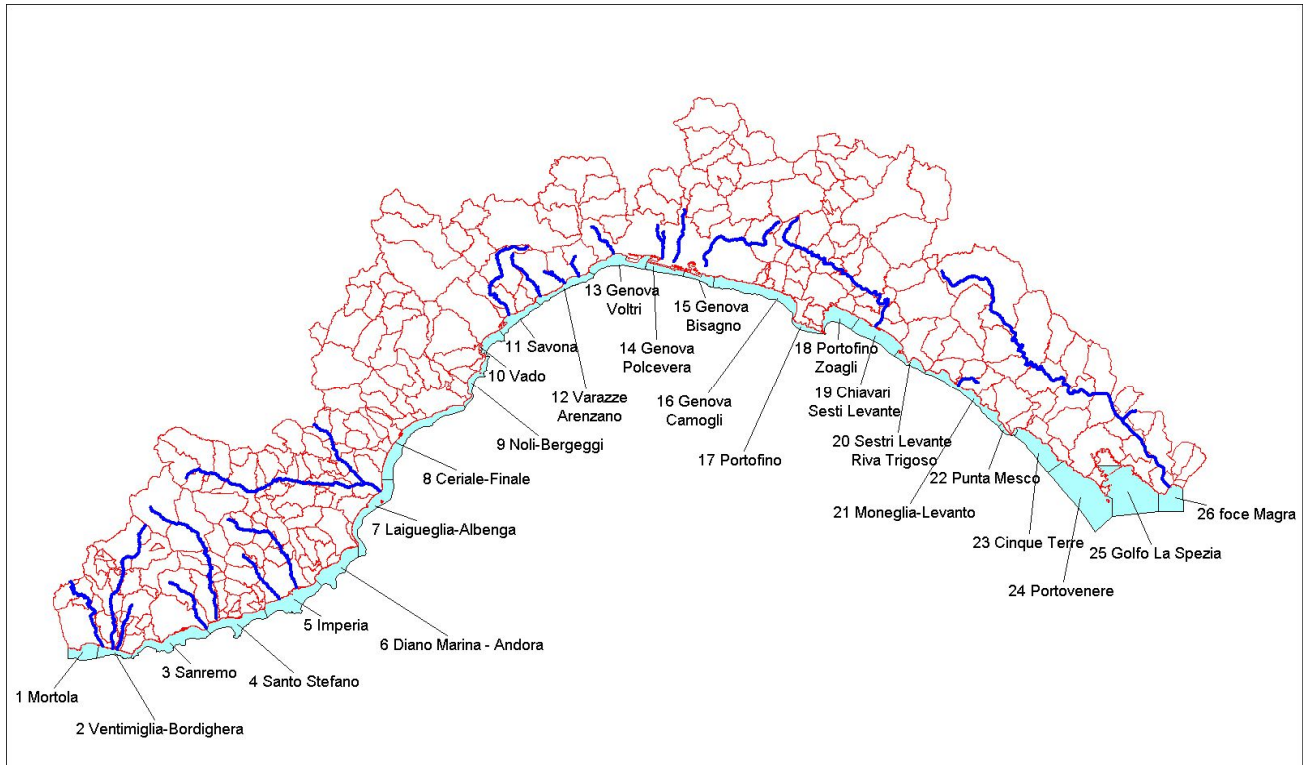 1 Mortola
2 Ventimiglia-Bordighera
3 Sanremo
4 Santo Stefano
5 Imperia
6 Diano Marina - Andora
7 Laigueglia-Albenga
8 Ceriale-Finale
9 Noli-Bergeggi
10 Vado
11 Savona
12 Varazze
Arenzano
13 Genova
Voltri
14 Genova
Polcevera
15 Genova
Bisagno
16 Genova
Camogli
17 Portofino
18 Portofino
Zoagli
19 Chiavari
Sesti Levante
20 Sestri Levante
Riva Trigoso
21 Moneglia-Levanto
22 Punta Mesco
23 Cinque Terre
24 Portovenere
25 Golfo La Spezia
26 foce Magra